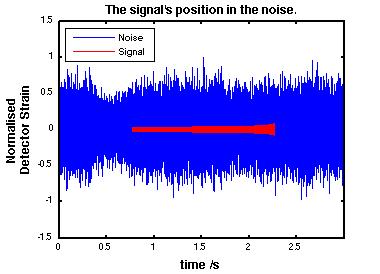 The signal's position in the noise.
1.5
1
0.5
0
-0.5
-1
-1.5
Normalised
Detector Strain
Noise
Signal
0
0.5
1
1.5
2
2.5
time /s